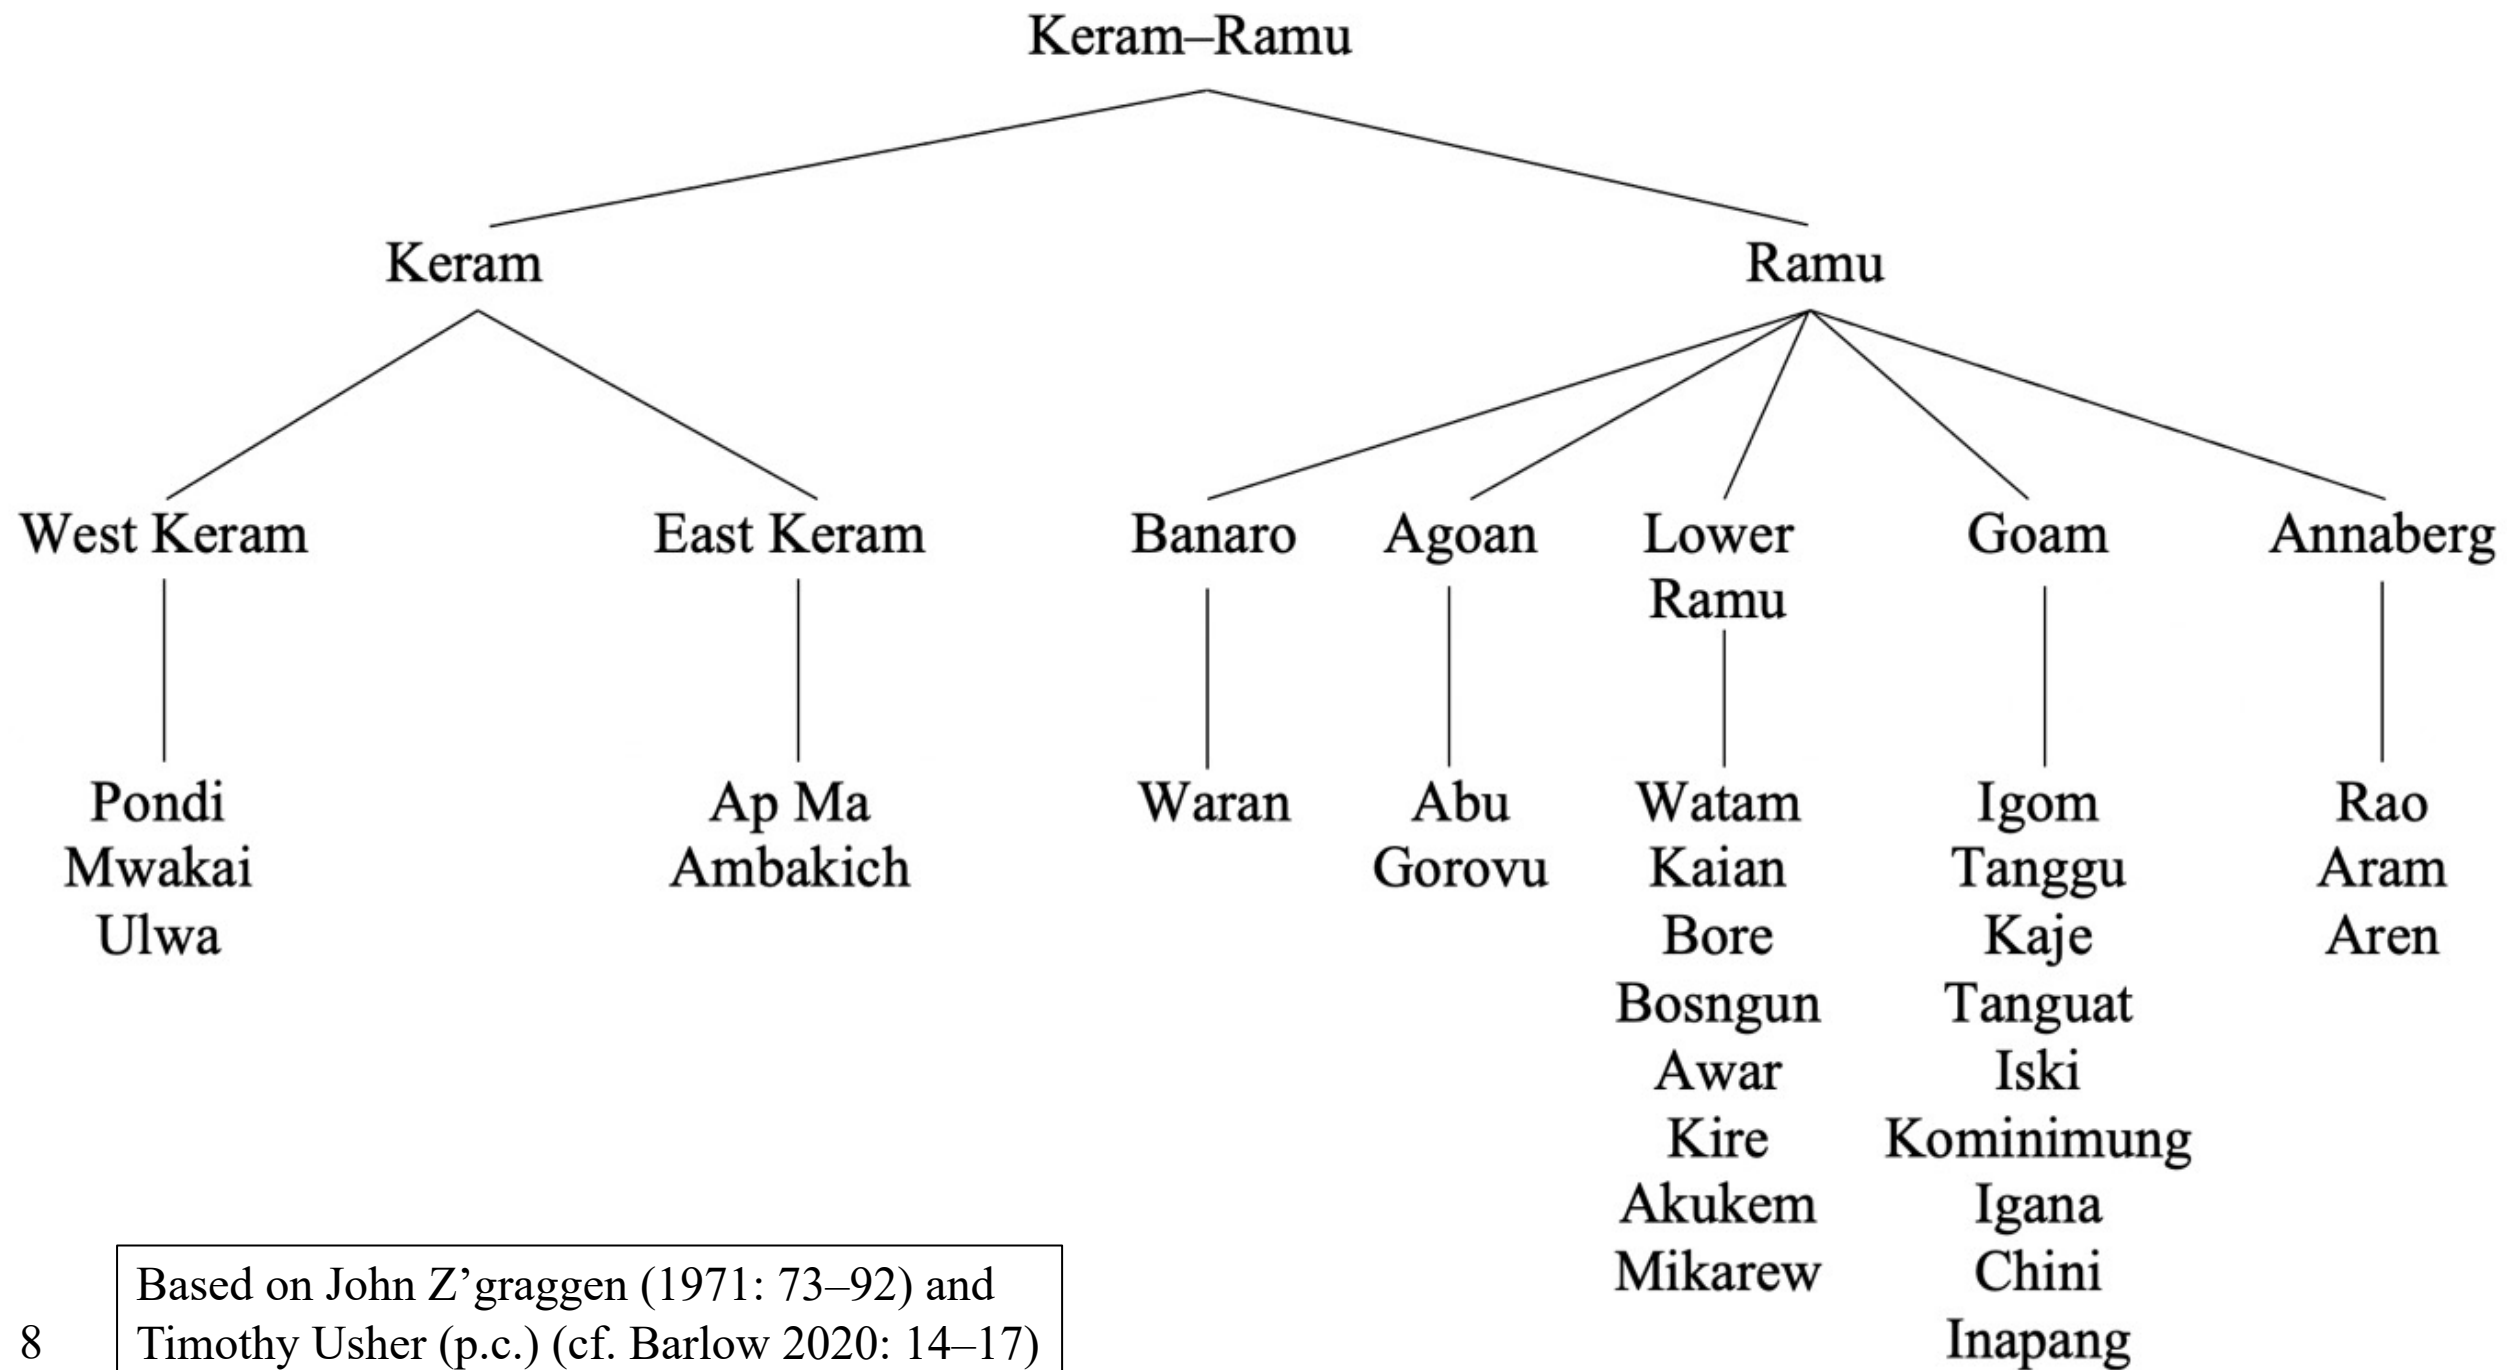 Keram–Ramu
Keram
Ramu
West Keram
East Keram
Banaro
Agoan
Lower
Ramu
Goam
Annaberg
Pondi
Mwakai
Ulwa
Ap Ma
Ambakich
Waran
Abu
Gorovu
Watam
Kaian
Bore
Bosngun
Awar
Kire
Akukem
Mikarew
Igom
Tanggu
Kaje
Tanguat
Iski
Kominimung
Igana
Chini
Inapang
Rao
Aram
Aren
Based on John Z’graggen (1971: 73–92) and
Timothy Usher (p.c.) (cf. Barlow 2020: 14–17)
8